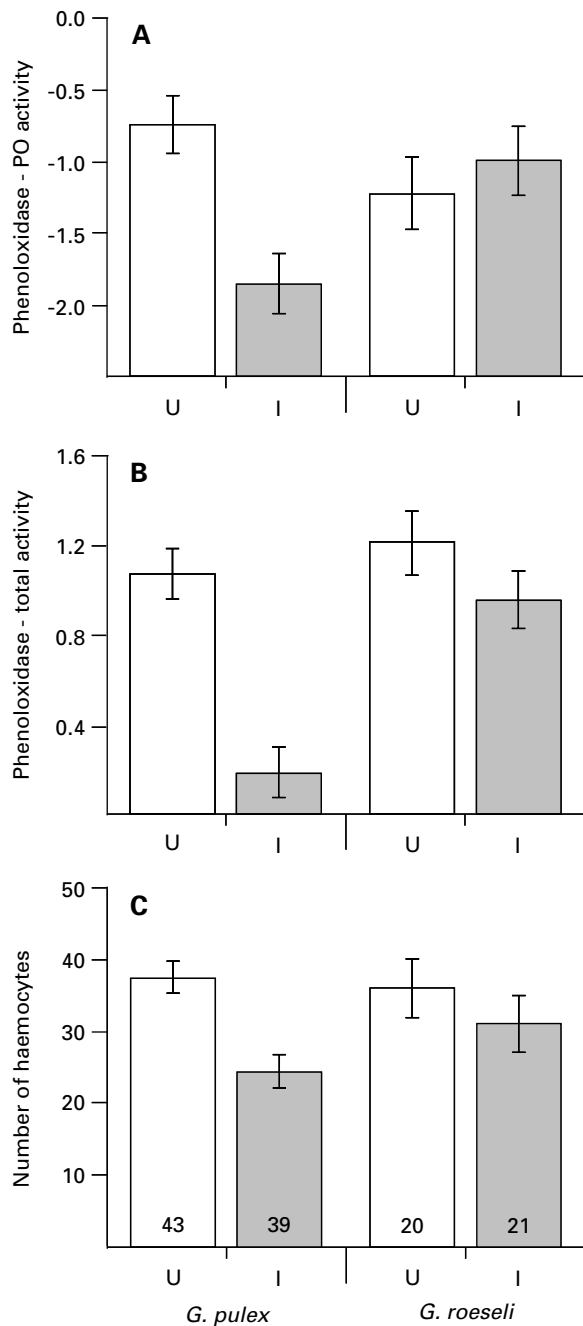 A
Phenoloxidase - PO activity
0.0
-0.5
-1.0
-1.5
-2.0
U I U I
B
Phenoloxidase - total activity
1.6
1.2
0.8
0.4
U I U I
C
Number of haemocytes
50
40
30
20
10
43 39 20 21
U I U I
G. pulex G. roeseli